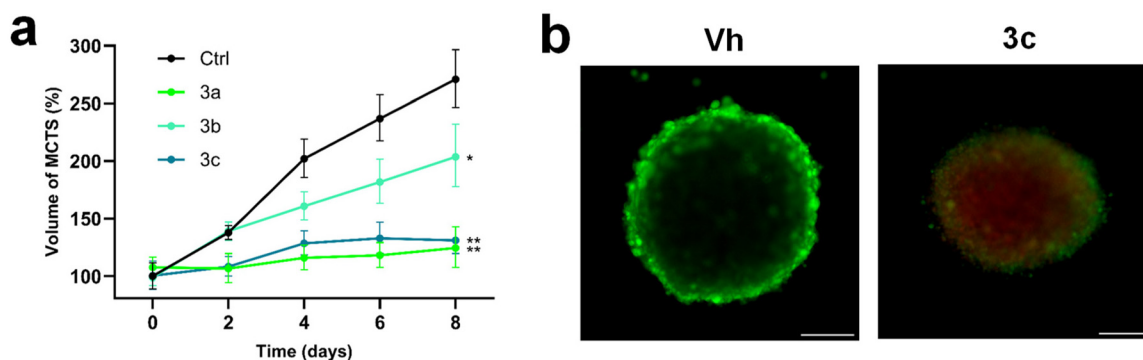 a
Volume of MCTS (%)
300
250
200
150
100
Ctrl
3a
3b
3c
*
**
**
0 2 4 6 8
Time (days)
b
Vh
3c